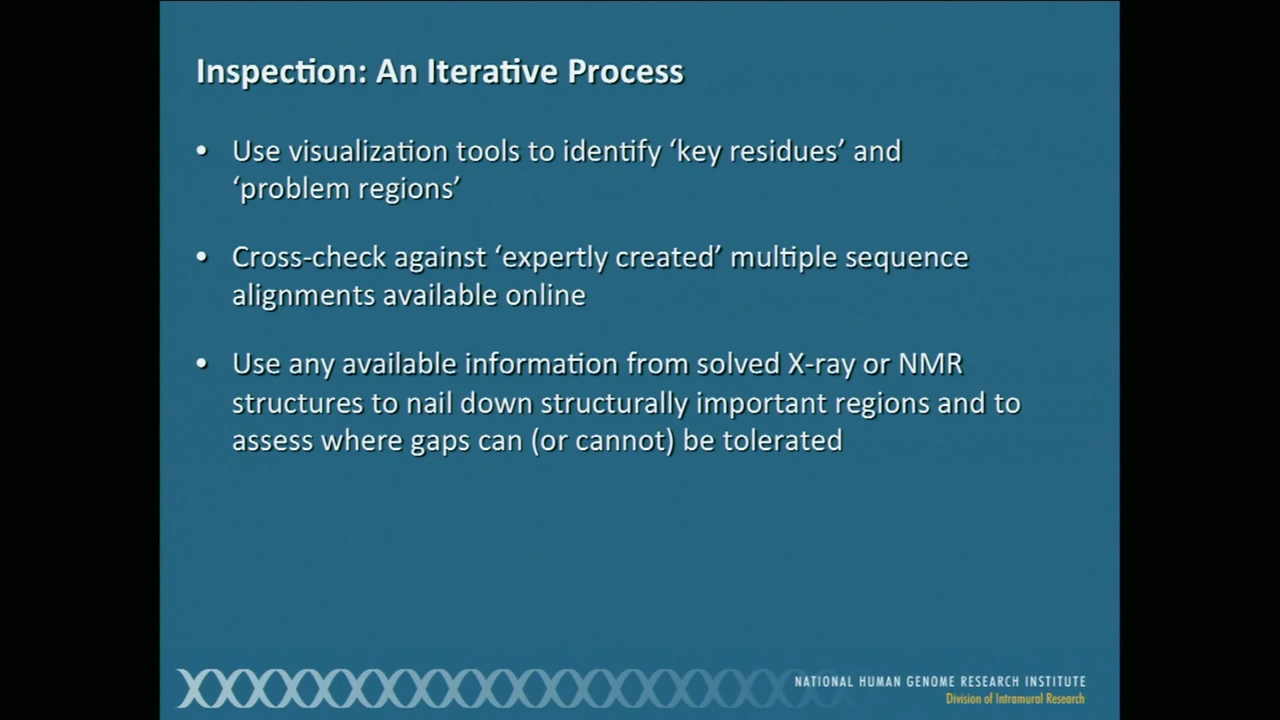 Inspection: An Iterative Process
• Use visualization tools to identify ‘key residues’ and
‘problem regions’
• Cross-check against ‘expertly created’ multiple sequence
alignments available online
• Use any available information from solved X-ray or NMR
structures to nail down structurally important regions and to
assess where gaps can (or cannot) be tolerated
NATIONAL HUMAN GENOME RESEARCH INSTITUTE
Division of Intramural Research